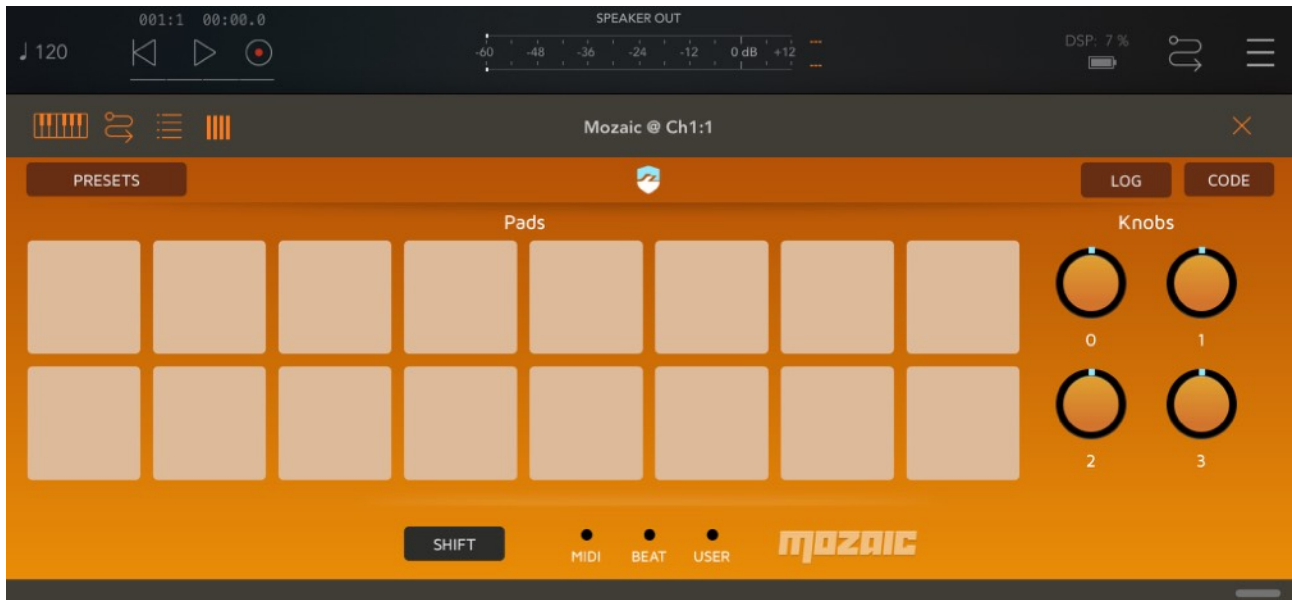 001:1 00:00.0
SPEAKER OUT
♩ 120
-60 -48 -36 -24 -12 0 dB +12
---
---
DSP: 7 %
Mozaic @ Ch1:1
PRESETS
LOG
CODE
Pads
Knobs
0 1
2 3
SHIFT
MIDI BEAT USER
mozaic